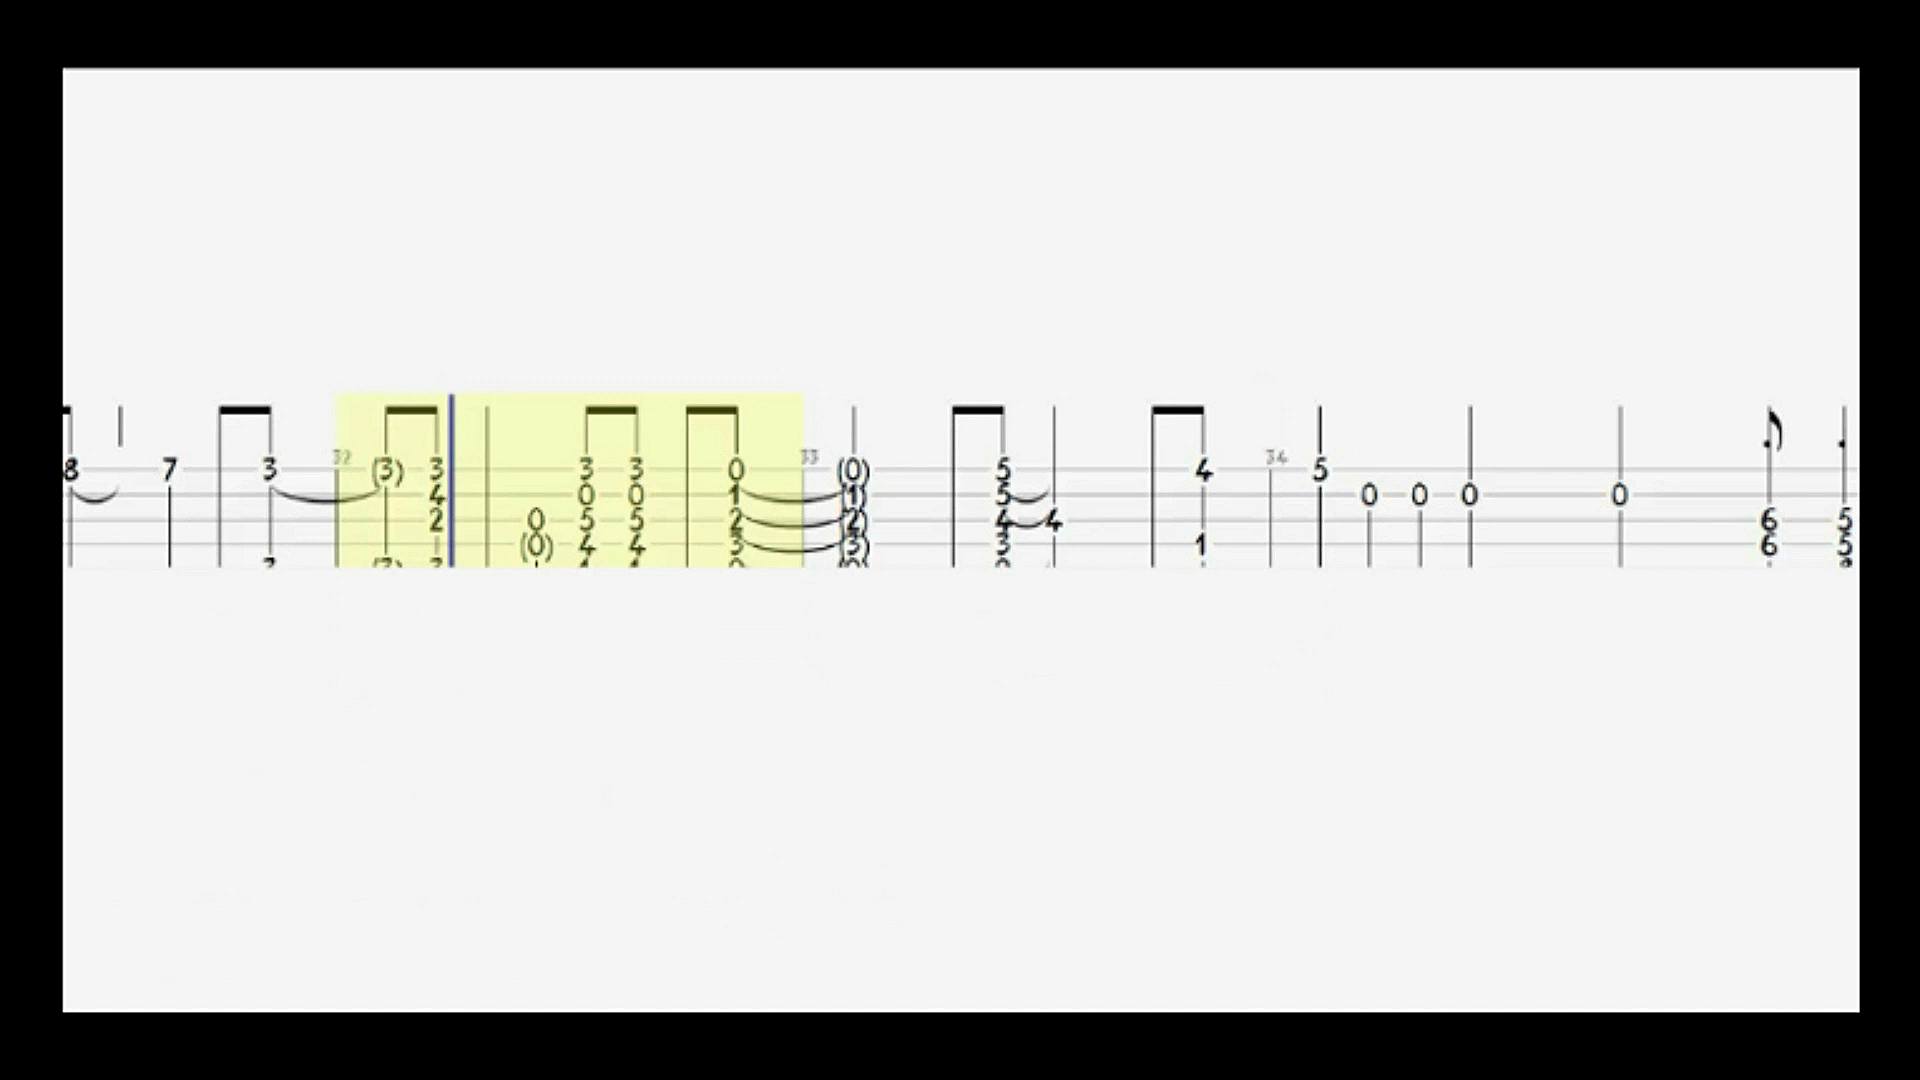 32 33 34
8 7 3 (3) 3 3 3 0 (0) 5 4 5
4 0 0 1 (1) 5 0 0 0 0
2 0 5 5 2 (2) 4 4 6 5
(0) 4 4 3 (3) 3 1 6 5